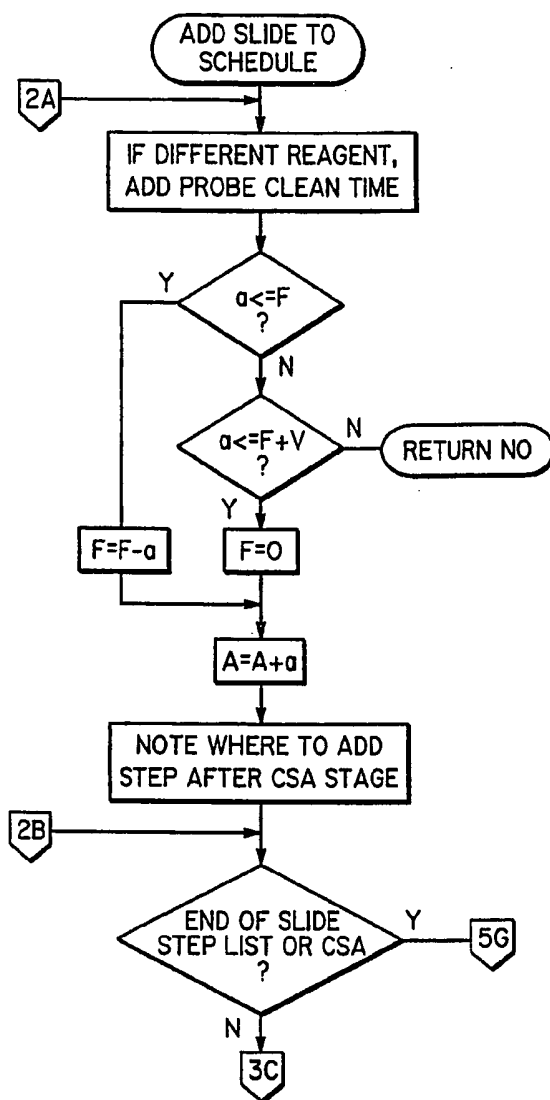 ADD SLIDE TO
SCHEDULE
2A
IF DIFFERENT REAGENT,
ADD PROBE CLEAN TIME
Y
a<=F
?
N
a<=F+V
?
N
RETURN NO
Y
F=F-a
F=0
A=A+a
NOTE WHERE TO ADD
STEP AFTER CSA STAGE
2B
END OF SLIDE
STEP LIST OR CSA
?
Y
5G
N
3C